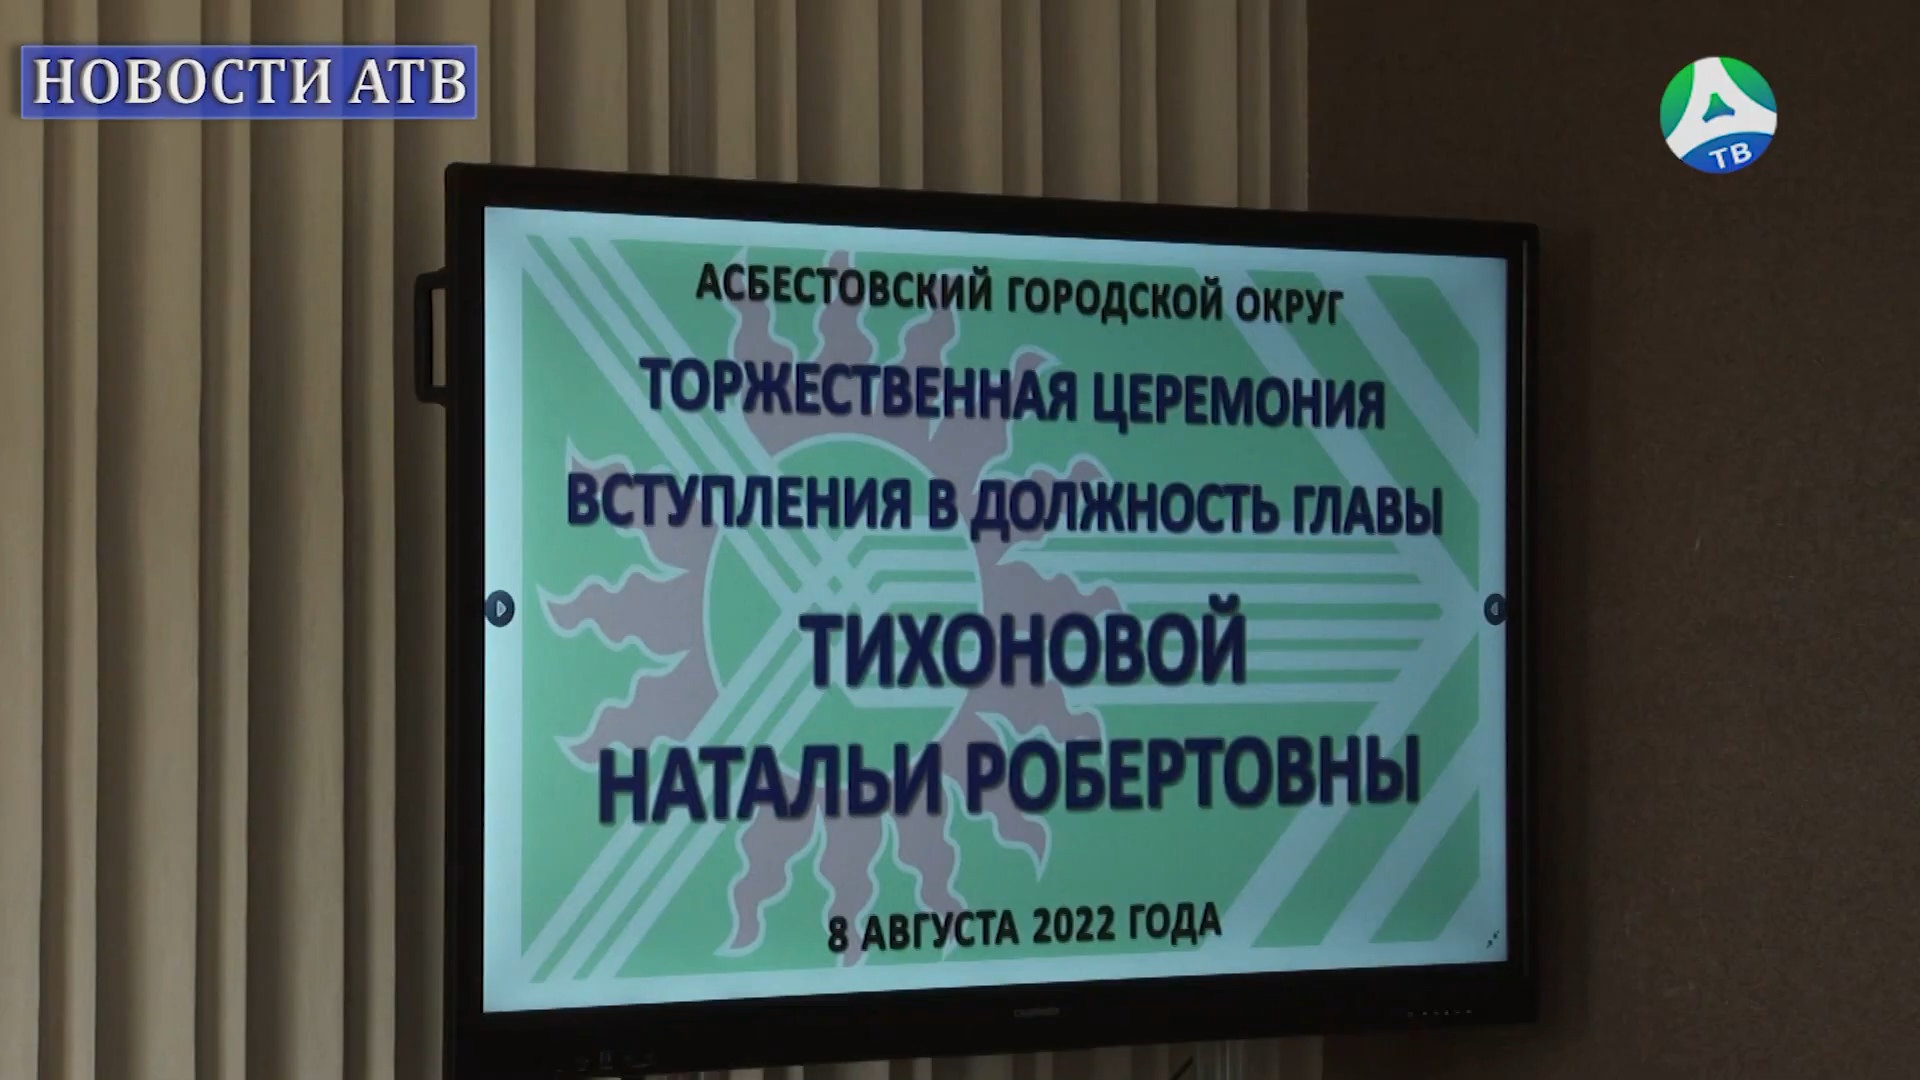 НОВОСТИ АТВ
ТВ
АСБЕСТОВСКИЙ ГОРОДСКОЙ ОКРУГ
ТОРЖЕСТВЕННАЯ ЦЕРЕМОНИЯ
ВСТУПЛЕНИЯ В ДОЛЖНОСТЬ ГЛАВЫ
ТИХОНОВОЙ
НАТАЛЬИ РОБЕРТОВНЫ
8 АВГУСТА 2022 ГОДА